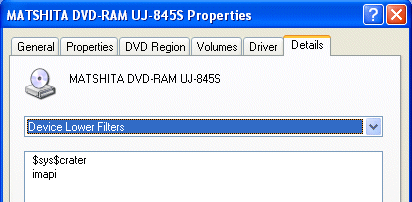 MATSHITA DVD-RAM UJ-845S Properties
General Properties DVD Region Volumes Driver Details
MATSHITA DVD-RAM UJ-845S
Device Lower Filters
$sys$crater
imapi